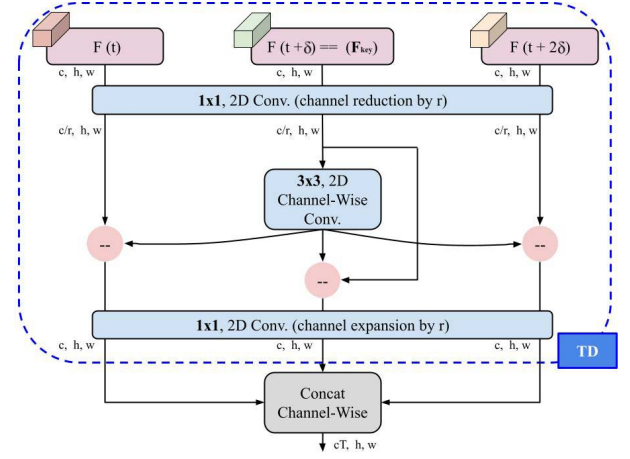 F (t)
F (t +δ) == (Fkey)
F (t + 2δ)
c, h, w
c, h, w
c, h, w
1x1, 2D Conv. (channel reduction by r)
c/r, h, w
c/r, h, w
c/r, h, w
3x3, 2D
Channel-Wise
Conv.
--
--
--
1x1, 2D Conv. (channel expansion by r)
c, h, w
c, h, w
c, h, w
TD
Concat
Channel-Wise
cT, h, w